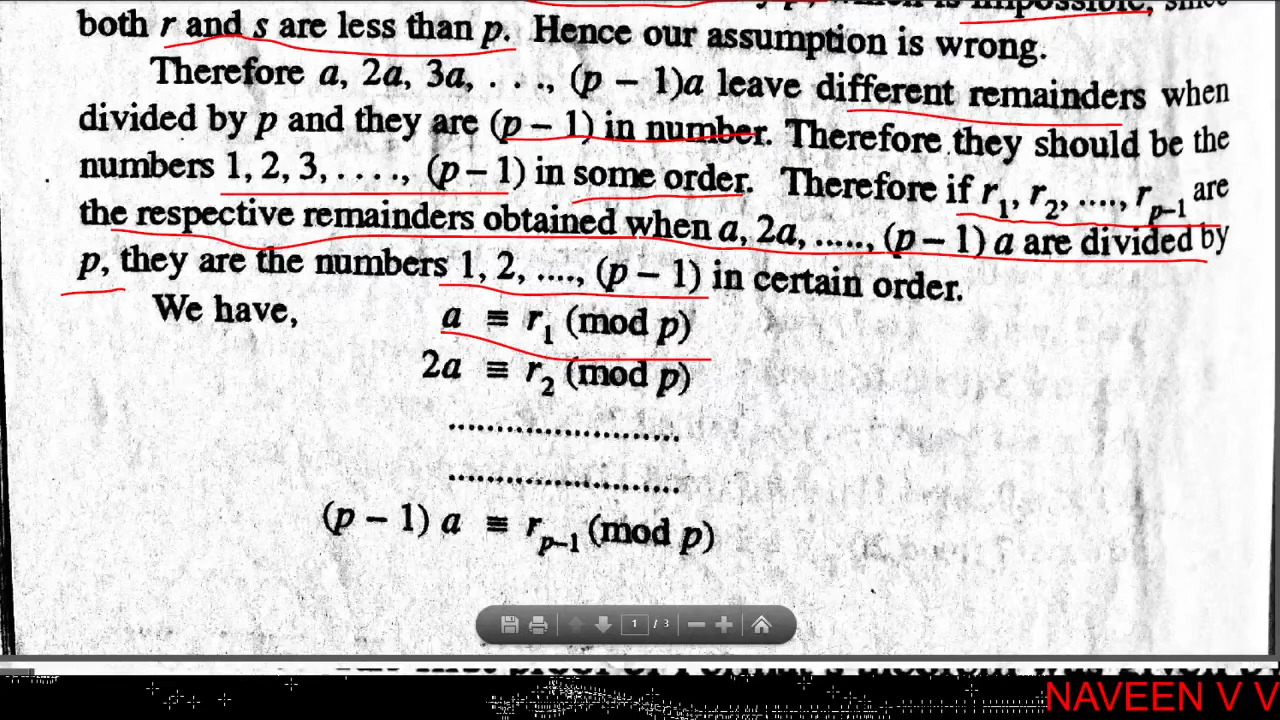 is impossible, since
both r and s are less than p. Hence our assumption is wrong.
Therefore a, 2a, 3a, . . ., (p – 1)a leave different remainders when
divided by p and they are (p – 1) in number. Therefore they should be the
numbers 1, 2, 3, . . . ., (p – 1) in some order. Therefore if r₁, r₂, ...., rₚ₋₁ are
the respective remainders obtained when a, 2a, ....., (p – 1) a are divided by
p, they are the numbers 1, 2, ...., (p – 1) in certain order.
We have, a ≡ r₁ (mod p)
2a ≡ r₂ (mod p)
........................
........................
(p – 1) a ≡ rₚ₋₁ (mod p)
1 / 3
NAVEEN V V